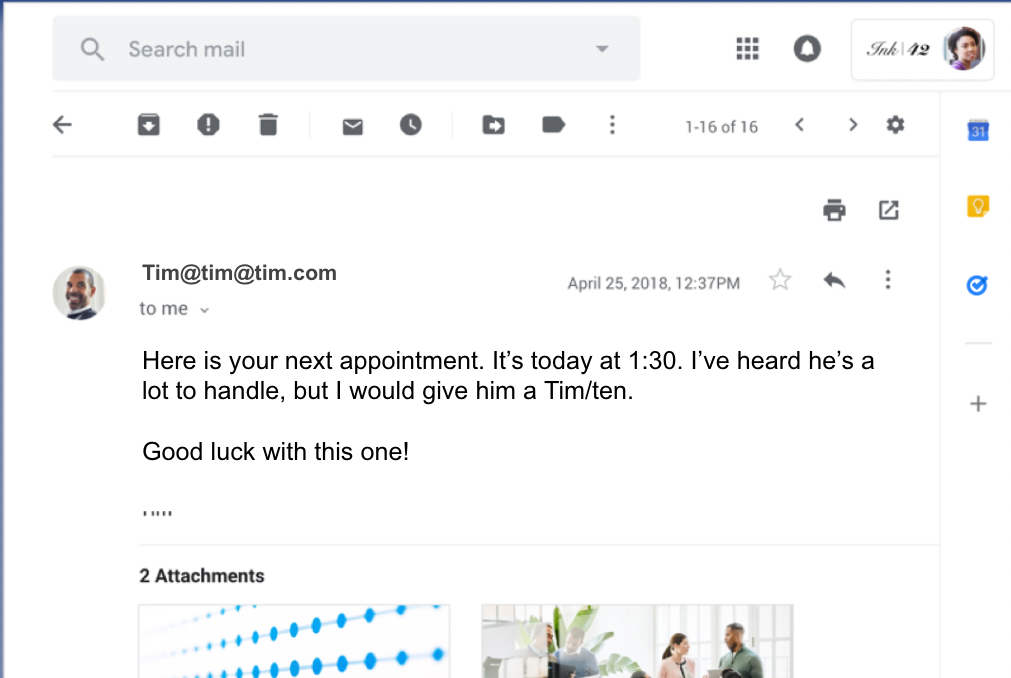 Search mail
Ink|42
1-16 of 16
31
Tim@tim@tim.com
April 25, 2018, 12:37PM
to me
Here is your next appointment. It’s today at 1:30. I’ve heard he’s a
lot to handle, but I would give him a Tim/ten.
Good luck with this one!
2 Attachments